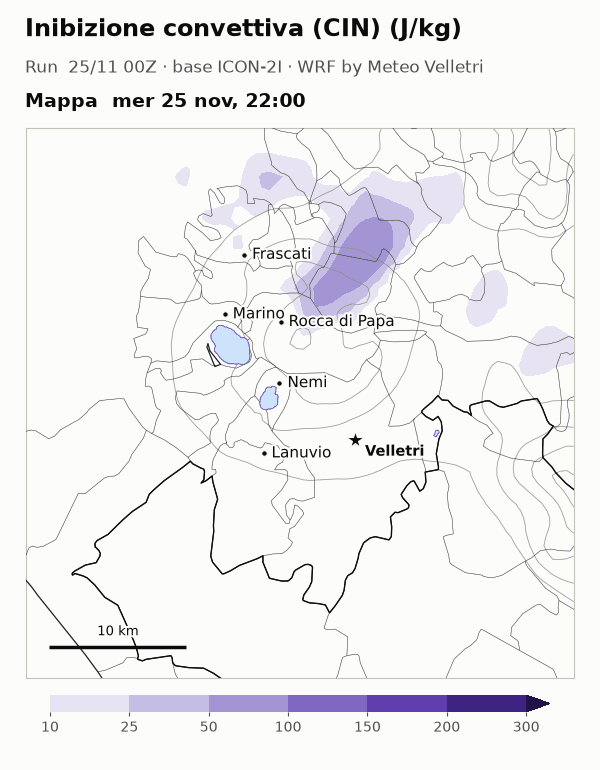 Inibizione convettiva (CIN) (J/kg)
Run  25/11 00Z · base ICON-2I · WRF by Meteo Velletri
Mappa  mer 25 nov, 22:00
Frascati
Marino
Rocca di Papa
Nemi
Velletri
Lanuvio
10 km
10 25 50 100 150 200 300